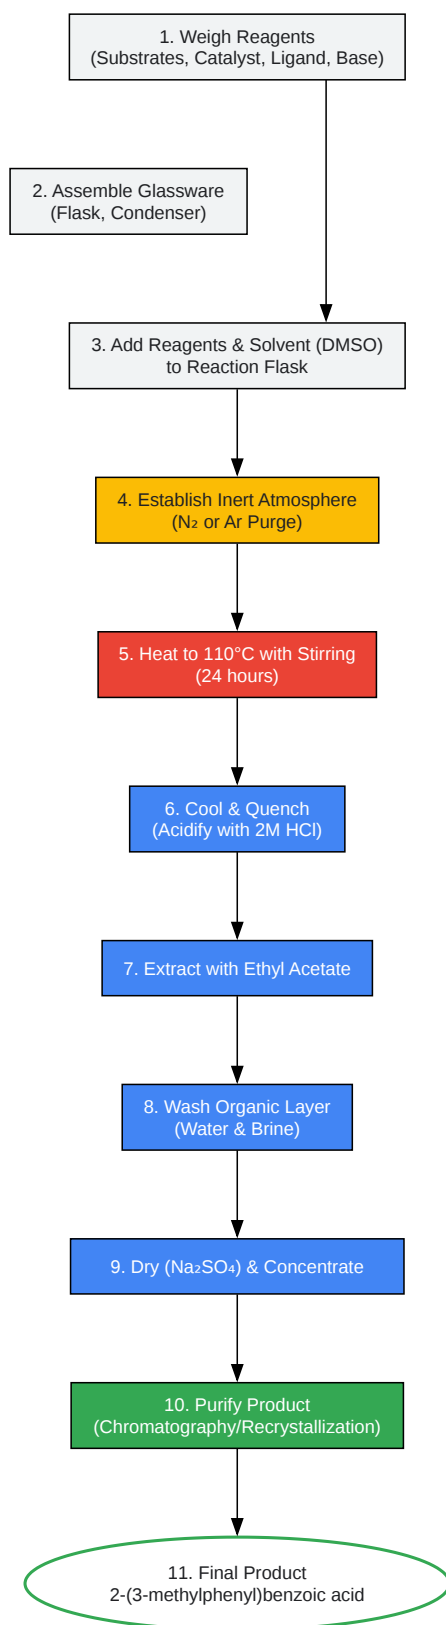 1. Weigh Reagents
(Substrates, Catalyst, Ligand, Base)
2. Assemble Glassware
(Flask, Condenser)
3. Add Reagents & Solvent (DMSO)
to Reaction Flask
4. Establish Inert Atmosphere
(N₂ or Ar Purge)
5. Heat to 110°C with Stirring
(24 hours)
6. Cool & Quench
(Acidify with 2M HCl)
7. Extract with Ethyl Acetate
8. Wash Organic Layer
(Water & Brine)
9. Dry (Na₂SO₄) & Concentrate
10. Purify Product
(Chromatography/Recrystallization)
11. Final Product
2-(3-methylphenyl)benzoic acid